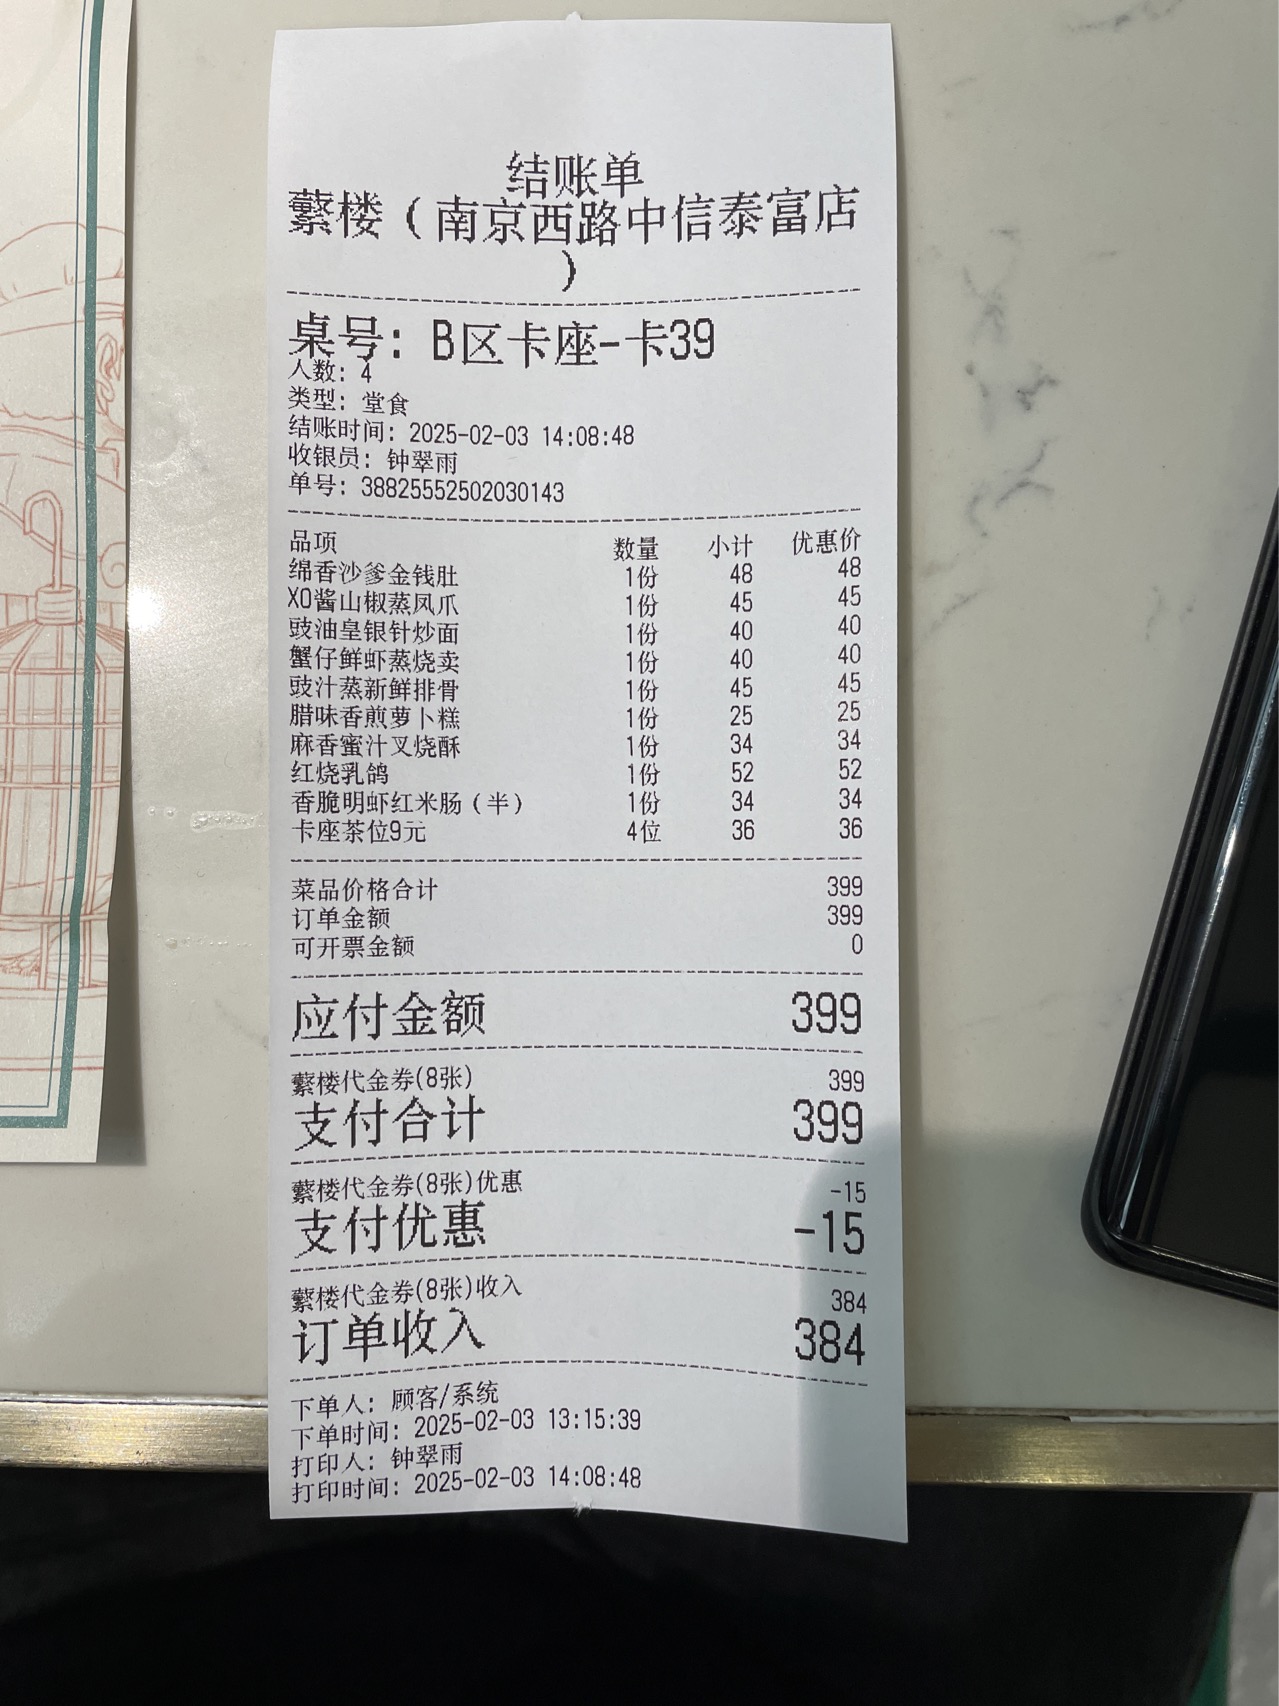 结账单
蘩楼（南京西路中信泰富店
）
桌号：B区卡座-卡39
人数：4
类型：堂食
结账时间：2025-02-03 14:08:48
收银员：钟翠雨
单号：38825552502030143
品项 数量 小计 优惠价
绵香沙爹金钱肚 1份 48 48
XO酱山椒蒸凤爪 1份 45 45
豉油皇银针炒面 1份 40 40
蟹仔鲜虾蒸烧卖 1份 40 40
豉汁蒸新鲜排骨 1份 45 45
腊味香煎萝卜糕 1份 25 25
麻香蜜汁叉烧酥 1份 34 34
红烧乳鸽 1份 52 52
香脆明虾红米肠（半） 1份 34 34
卡座茶位9元 4位 36 36
菜品价格合计 399
订单金额 399
可开票金额 0
应付金额 399
蘩楼代金券(8张) 399
支付合计 399
蘩楼代金券(8张)优惠 -15
支付优惠 -15
蘩楼代金券(8张)收入 384
订单收入 384
下单人：顾客/系统
下单时间：2025-02-03 13:15:39
打印人：钟翠雨
打印时间：2025-02-03 14:08:48